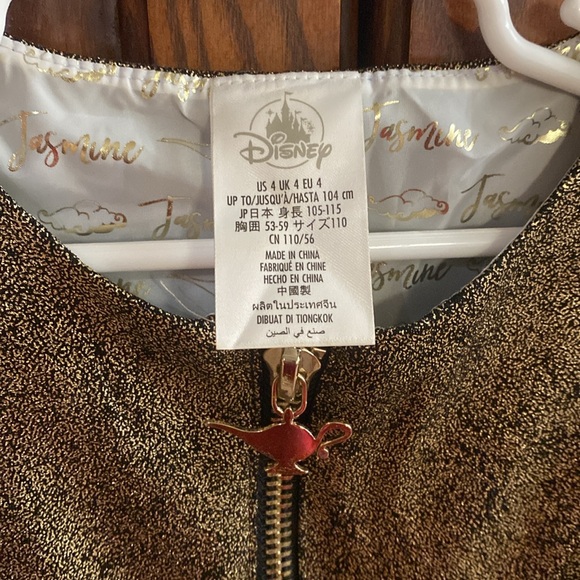 Jasmine
Jasmine
Jasmine
Jasmine
Disney
US 4 UK 4 EU 4
UP TO/JUSQU'À/HASTA 104 cm
JP日本 身長 105-115
胸囲 53-59 サイズ110
CN 110/56
MADE IN CHINA
FABRIQUÉ EN CHINE
HECHO EN CHINA
中國製
ผลิตในประเทศจีน
DIBUAT DI TIONGKOK
صنع في الصين